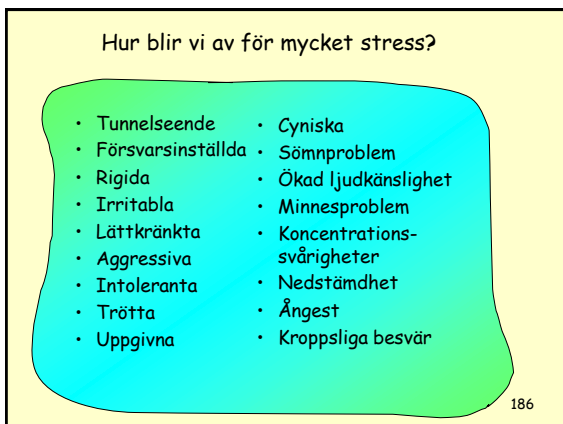 Hur blir vi av för mycket stress?
• Tunnelseende
• Försvarsinställda
• Rigida
• Irritabla
• Lättkränkta
• Aggressiva
• Intoleranta
• Trötta
• Uppgivna
• Cyniska
• Sömnproblem
• Ökad ljudkänslighet
• Minnesproblem
• Koncentrations-
svårigheter
• Nedstämdhet
• Ångest
• Kroppsliga besvär
186